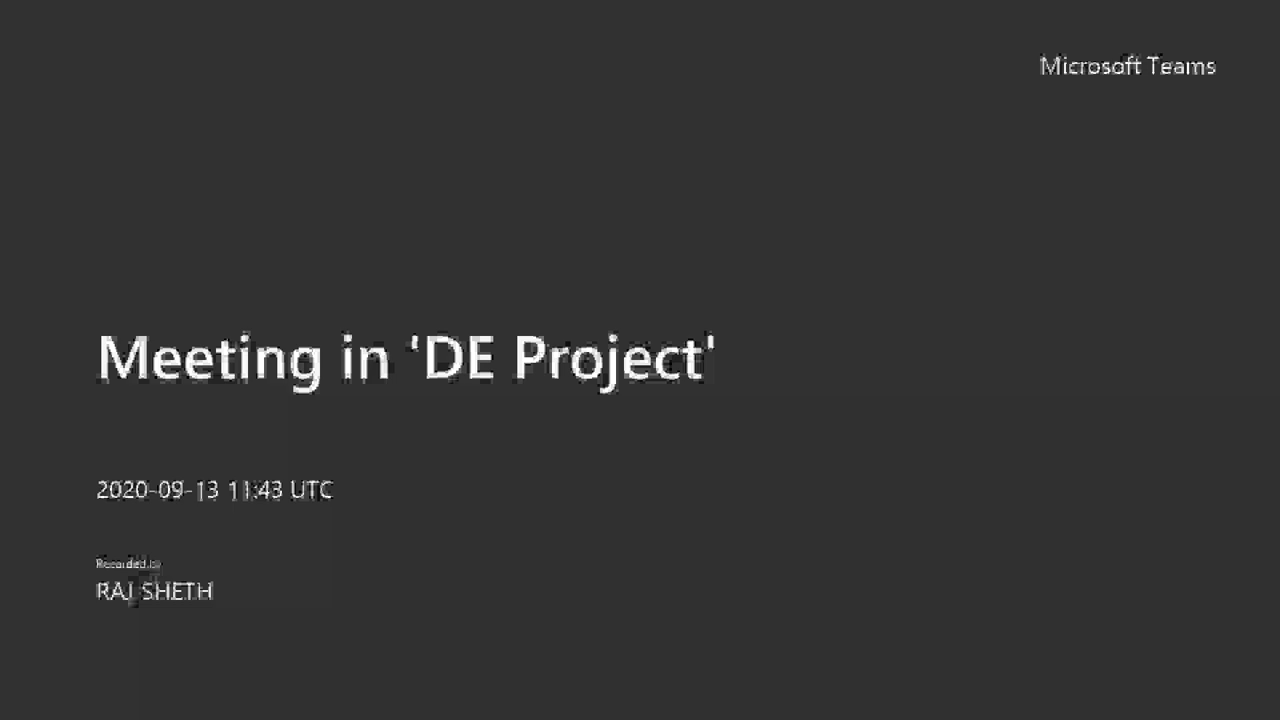 Microsoft Teams
Meeting in 'DE Project'
2020-09-13 11:43 UTC
Recorded by
RAJ SHETH